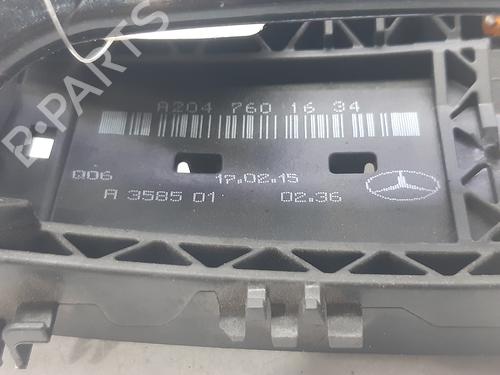 A204 760 16 34
Q06 17.02.15
A 3585 01 02.36
B-PARTS